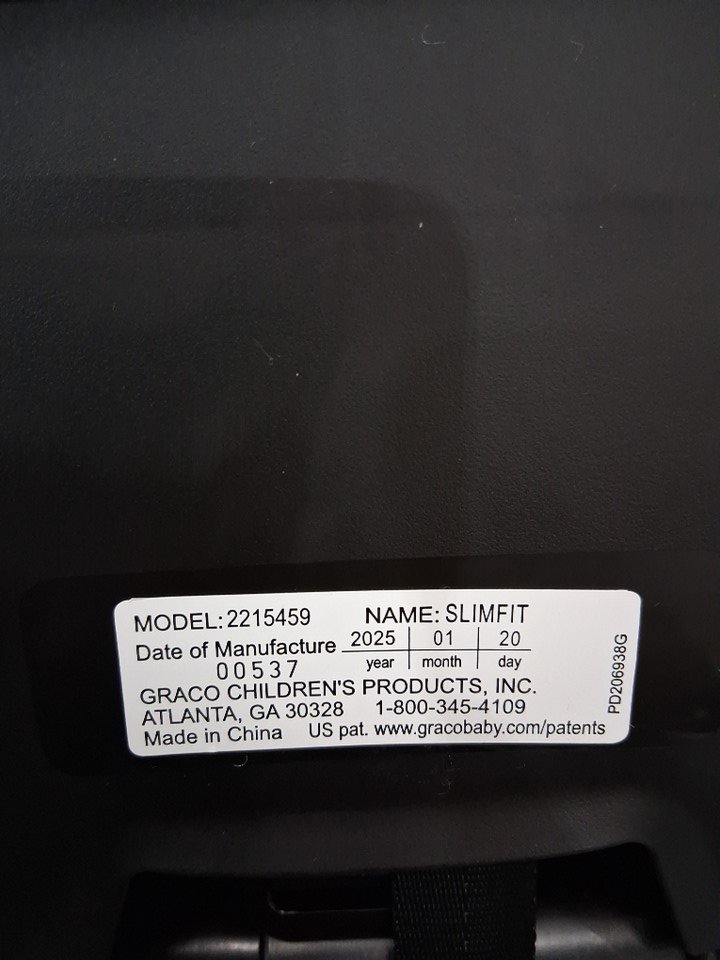 MODEL: 2215459 NAME: SLIMFIT
Date of Manufacture 2025 01 20
00537 year month day
GRACO CHILDREN'S PRODUCTS, INC.
ATLANTA, GA 30328 1-800-345-4109
Made in China US pat. www.gracobaby.com/patents
PD206938G